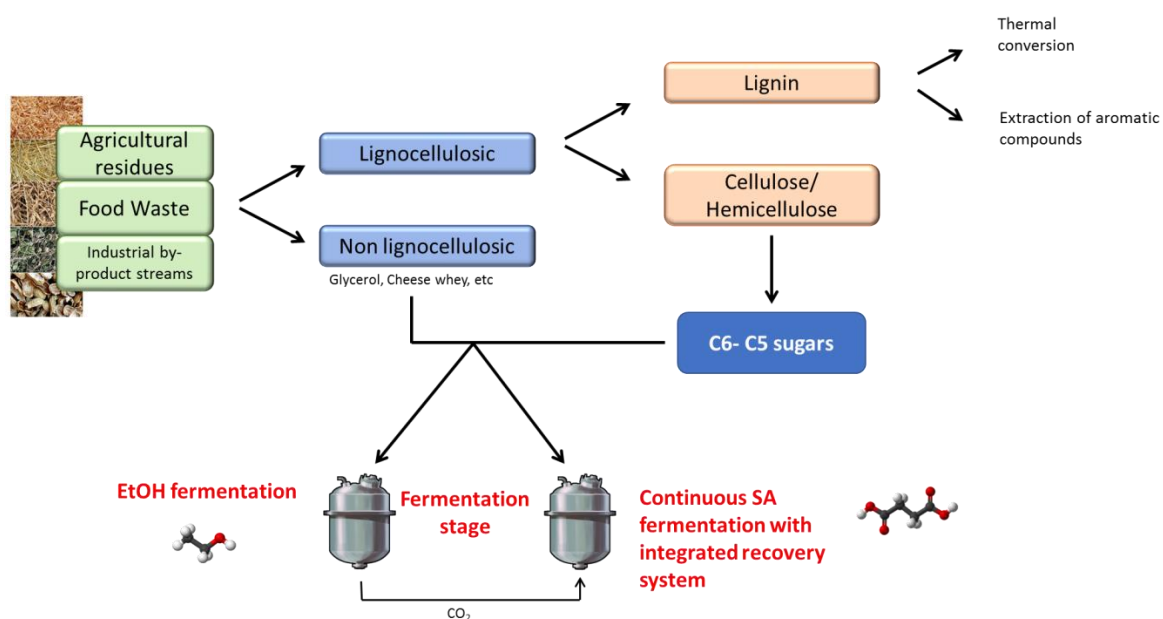 Thermal
conversion
Lignin
Extraction of aromatic
compounds
Agricultural
residues
Lignocellulosic
Food Waste
Cellulose/
Hemicellulose
Industrial by-
product streams
Non lignocellulosic
Glycerol, Cheese whey, etc
C6- C5 sugars
EtOH fermentation
Fermentation
stage
Continuous SA
fermentation with
integrated recovery
system
CO₂